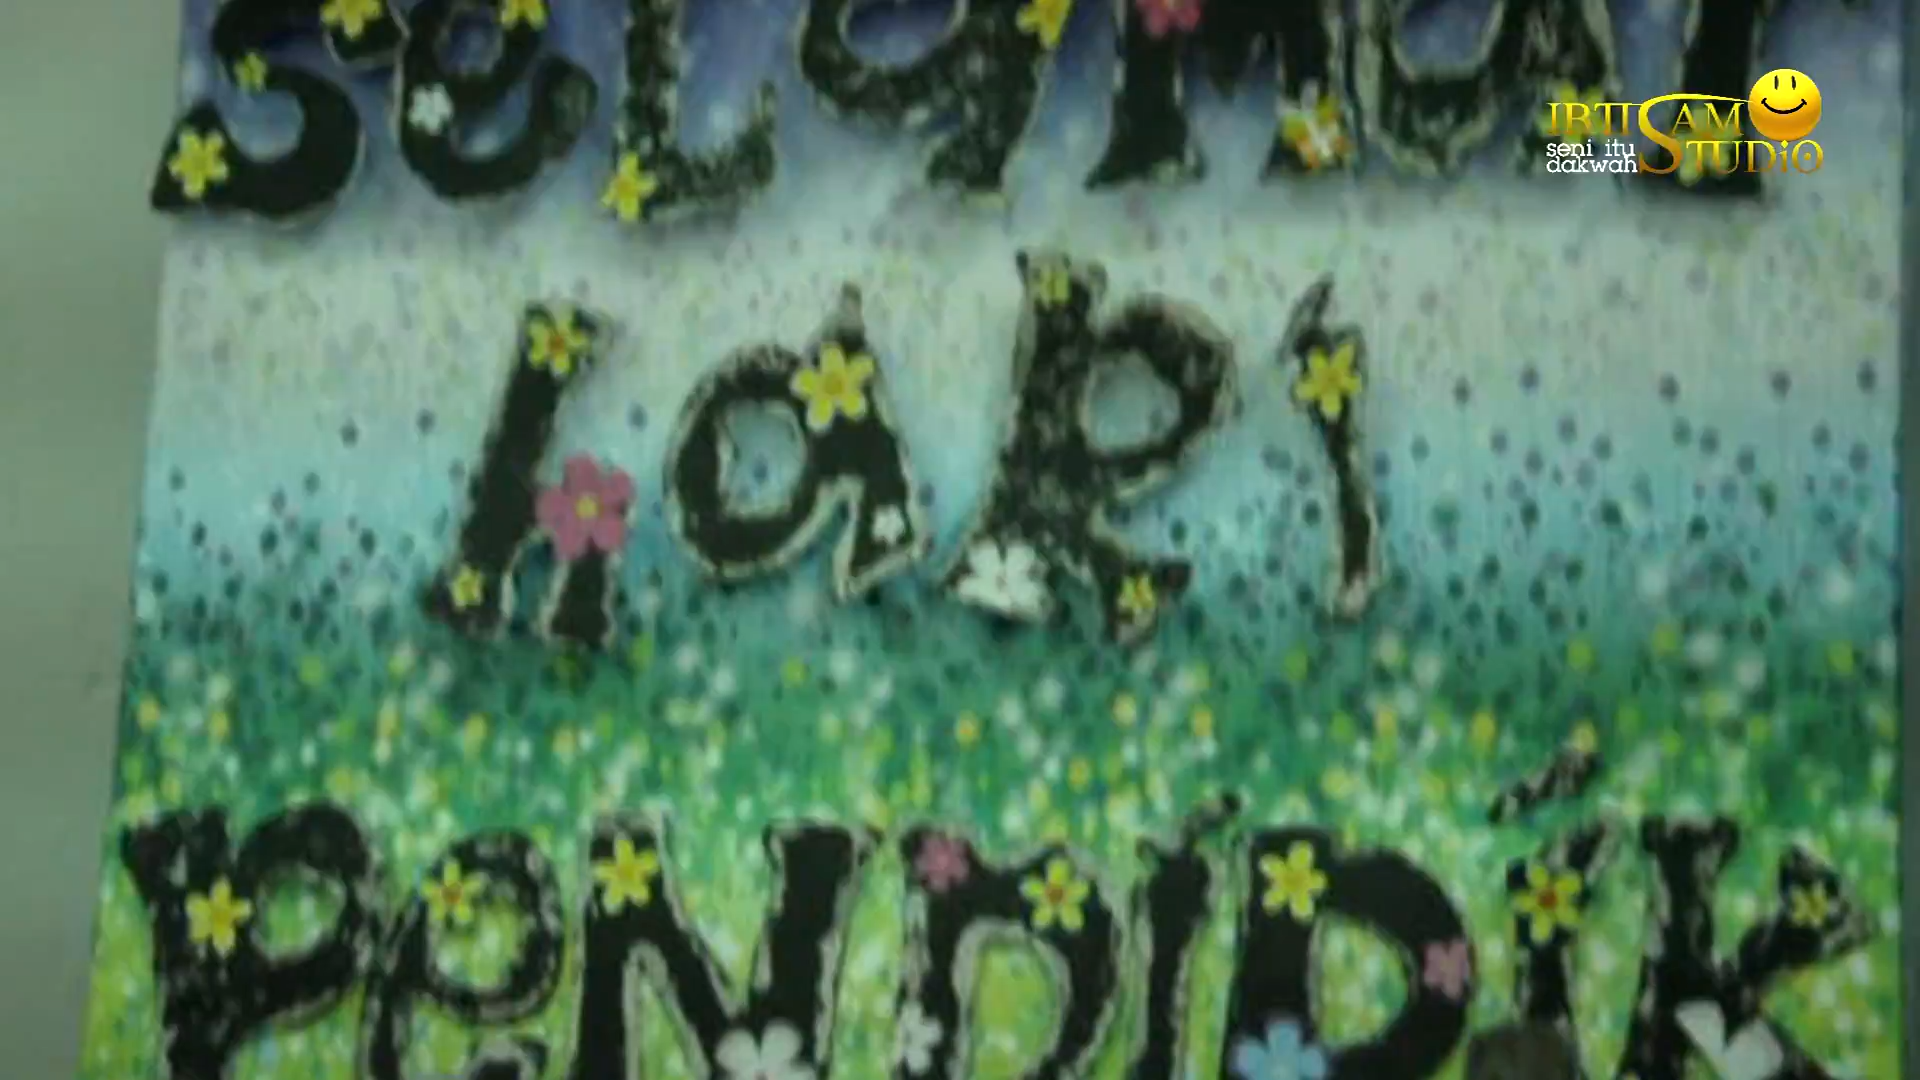 SeLaMaT
HaRi
PeNDIDIK
IBTISAM
seni itu
dakwah
STUDiO